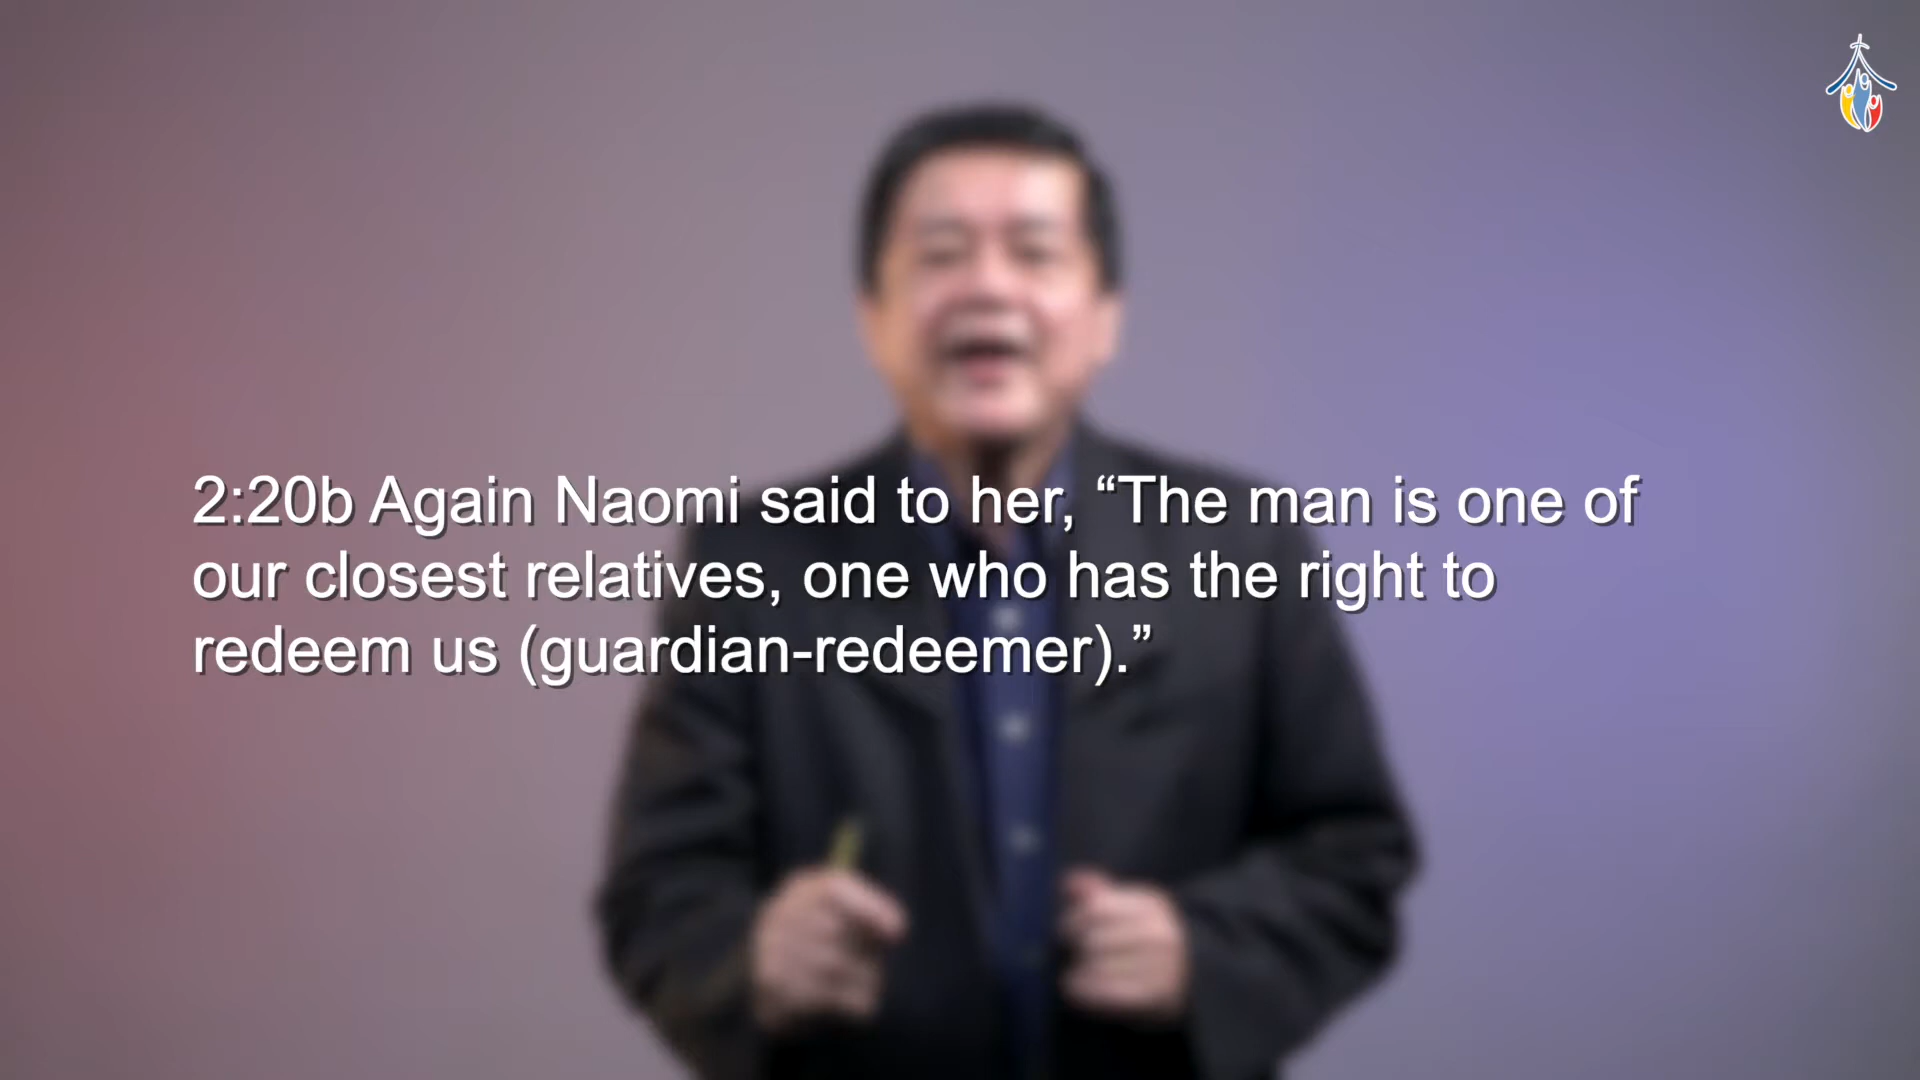 2:20b Again Naomi said to her, “The man is one of
our closest relatives, one who has the right to
redeem us (guardian-redeemer).”